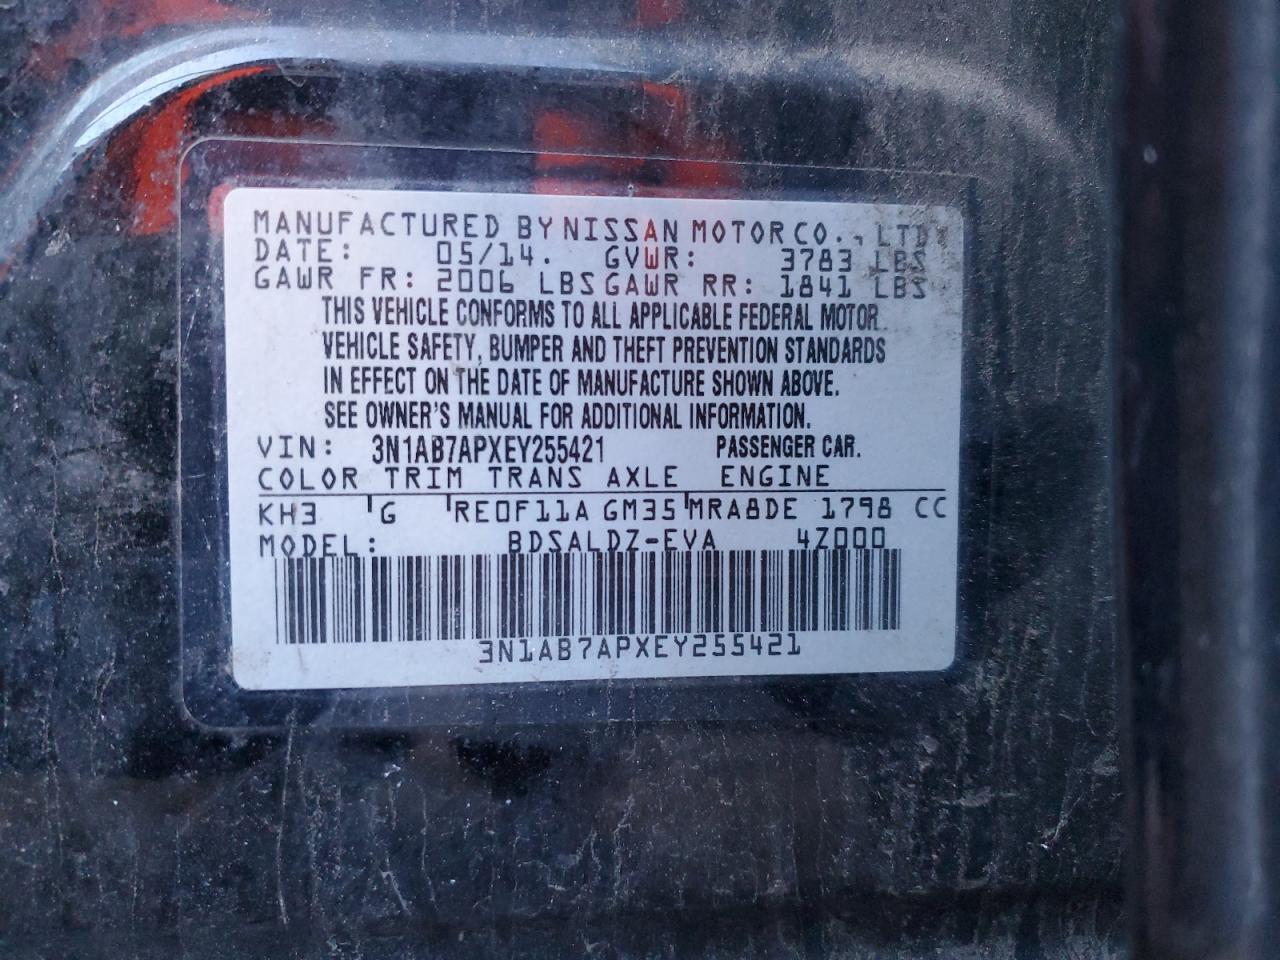 MANUFACTURED BY NISSAN MOTOR CO., LTD
DATE: 05/14. GVWR: 3783 LBS
GAWR FR: 2006 LBS GAWR RR: 1841 LBS
THIS VEHICLE CONFORMS TO ALL APPLICABLE FEDERAL MOTOR
VEHICLE SAFETY, BUMPER AND THEFT PREVENTION STANDARDS
IN EFFECT ON THE DATE OF MANUFACTURE SHOWN ABOVE.
SEE OWNER'S MANUAL FOR ADDITIONAL INFORMATION.
VIN: 3N1AB7APXEY255421 PASSENGER CAR.
COLOR TRIM TRANS AXLE ENGINE
KH3 G RE0F11A GM35 MRA8DE 1798 CC
MODEL: BDSALDZ-EVA 4Z000
3N1AB7APXEY255421